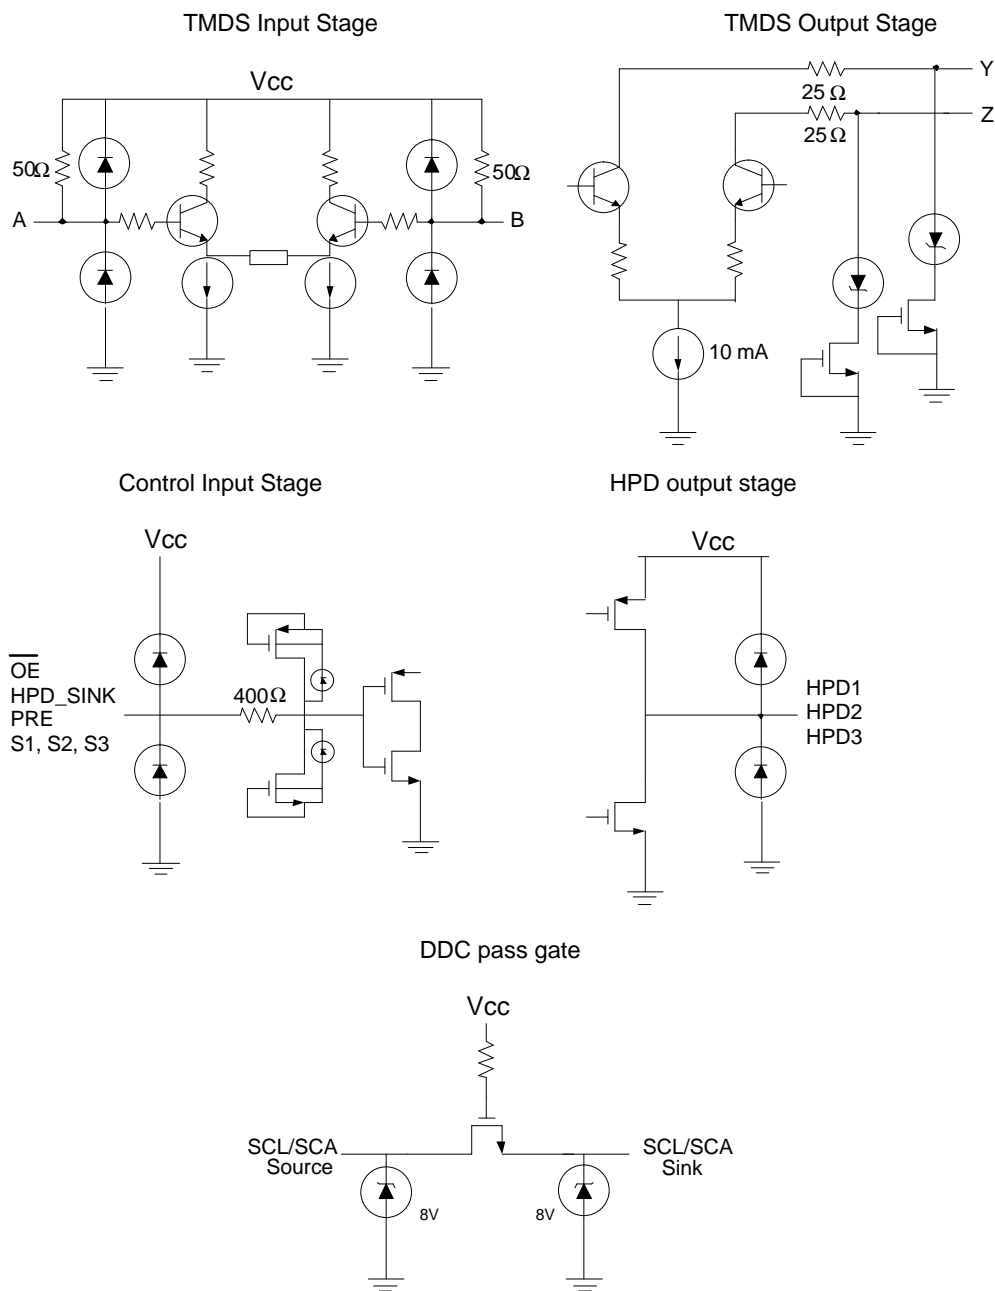 TMDS Input Stage
TMDS Output Stage
Vcc
50Ω
50Ω
A
B
25 Ω
25 Ω
Y
Z
10 mA
Control Input Stage
HPD output stage
Vcc
OE
HPD_SINK
PRE
S1, S2, S3
400Ω
Vcc
HPD1
HPD2
HPD3
DDC pass gate
Vcc
SCL/SCA
Source
SCL/SCA
Sink
8V
8V